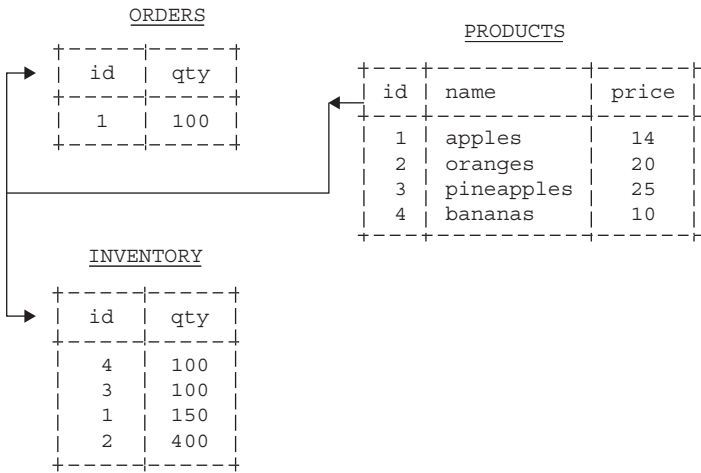 ORDERS
id qty
1 100
PRODUCTS
id name price
1 apples 14
2 oranges 20
3 pineapples 25
4 bananas 10
INVENTORY
id qty
4 100
3 100
1 150
2 400